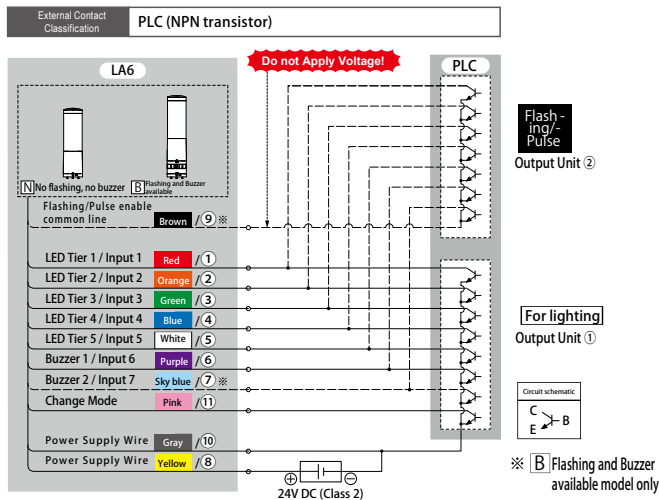 External Contact
Classification
PLC (NPN transistor)
Do not Apply Voltage!
LA6
PLC
N No flashing, no buzzer
B Flashing and Buzzer
available
Flashing/Pulse enable
common line
Brown /⑨ ※
LED Tier 1 / Input 1 Red /①
LED Tier 2 / Input 2 Orange /②
LED Tier 3 / Input 3 Green /③
LED Tier 4 / Input 4 Blue /④
LED Tier 5 / Input 5 White /⑤
Buzzer 1 / Input 6 Purple /⑥
Buzzer 2 / Input 7 Sky blue /⑦ ※
Change Mode Pink /⑪
Power Supply Wire Gray /⑩
Power Supply Wire Yellow /⑧
⊕ ⊖
24V DC (Class 2)
Flash -
ing/-
Pulse
Output Unit ②
For lighting
Output Unit ①
Circuit schematic
C
B
E
※ B Flashing and Buzzer
available model only